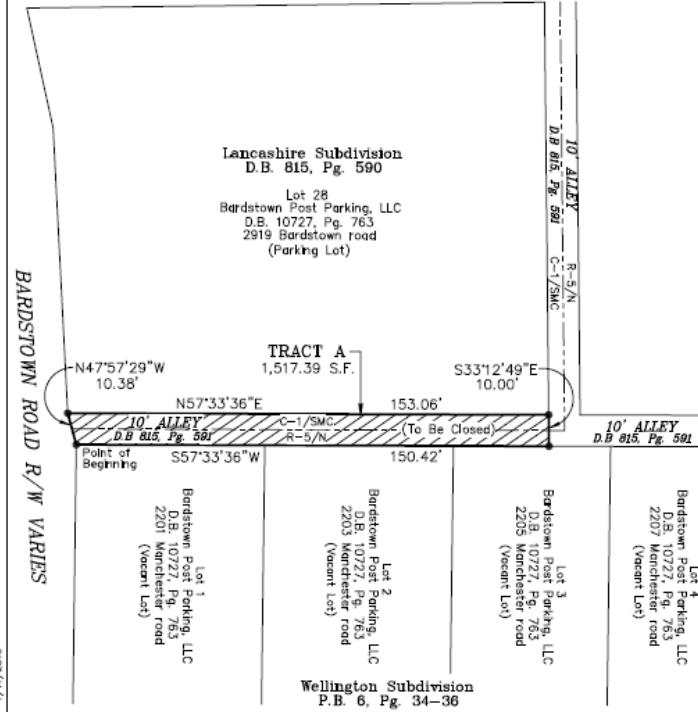 Lancashire Subdivision
D.B. 815, Pg. 590
Lot 28
Bardstown Post Parking, LLC
D.B. 10727, Pg. 763
2919 Bardstown road
(Parking Lot)
10' ALLEY
D.B 815, Pg. 591
R-5/N
C-1/SMC
BARDSTOWN ROAD R/W VARIES
TRACT A
1,517.39 S.F.
N47°57'29"W
10.38'
S33°12'49"E
10.00'
N57°33'36"E 153.06'
10' ALLEY
D.B 815, Pg. 591
C-1/SMC
R-5/N
(To Be Closed)
10' ALLEY
D.B 815, Pg. 591
Point of
Beginning
S57°33'36"W 150.42'
Lot 1
Bardstown Post Parking, LLC
D.B. 10727, Pg. 763
2201 Manchester road
(Vacant Lot)
Lot 2
Bardstown Post Parking, LLC
D.B. 10727, Pg. 763
2203 Manchester road
(Vacant Lot)
Lot 3
Bardstown Post Parking, LLC
D.B. 10727, Pg. 763
2205 Manchester road
(Vacant Lot)
Lot 4
Bardstown Post Parking, LLC
D.B. 10727, Pg. 763
2207 Manchester road
(Vacant Lot)
Wellington Subdivision
P.B. 6, Pg. 34-36